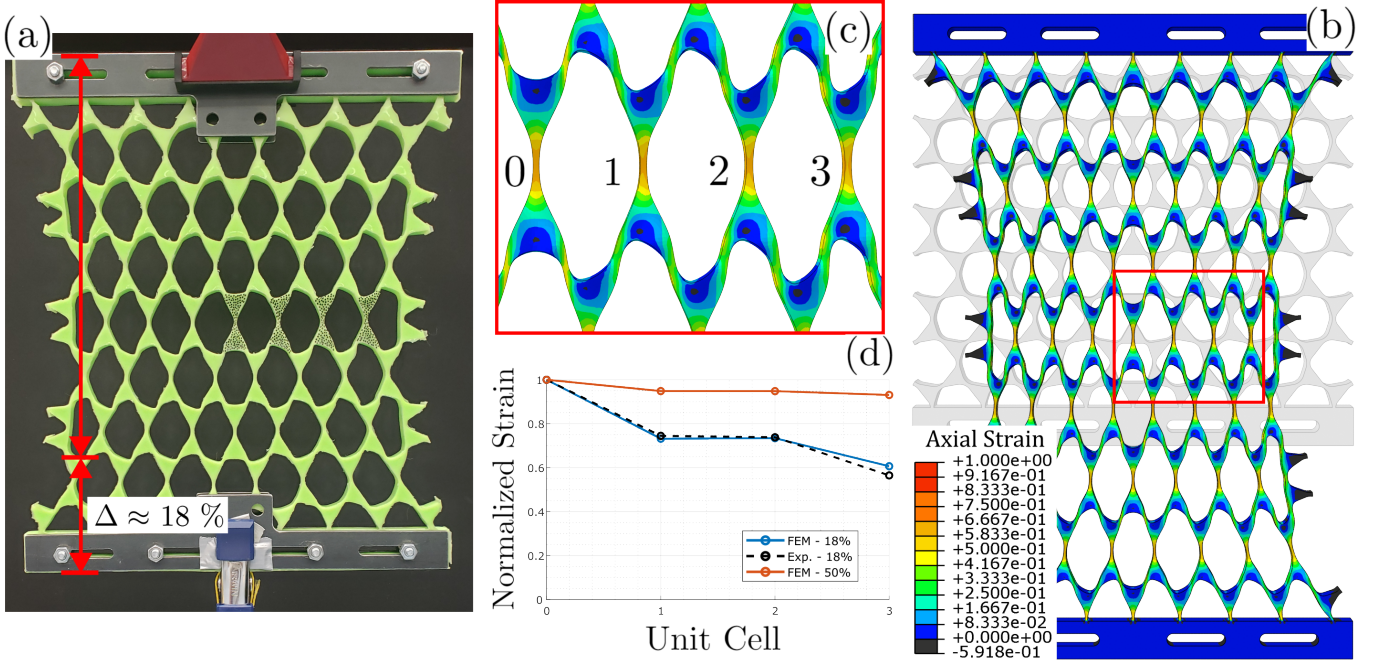 (a)
Δ ≈ 18 %
(c)
0
1
2
3
(b)
Axial Strain
+1.000e+00
+9.167e-01
+8.333e-01
+7.500e-01
+6.667e-01
+5.833e-01
+5.000e-01
+4.167e-01
+3.333e-01
+2.500e-01
+1.667e-01
+8.333e-02
+0.000e+00
-5.918e-01
(d)
Normalized Strain
1
0.8
0.6
0.4
0.2
0
0
1
2
3
FEM - 18%
Exp. - 18%
FEM - 50%
Unit Cell